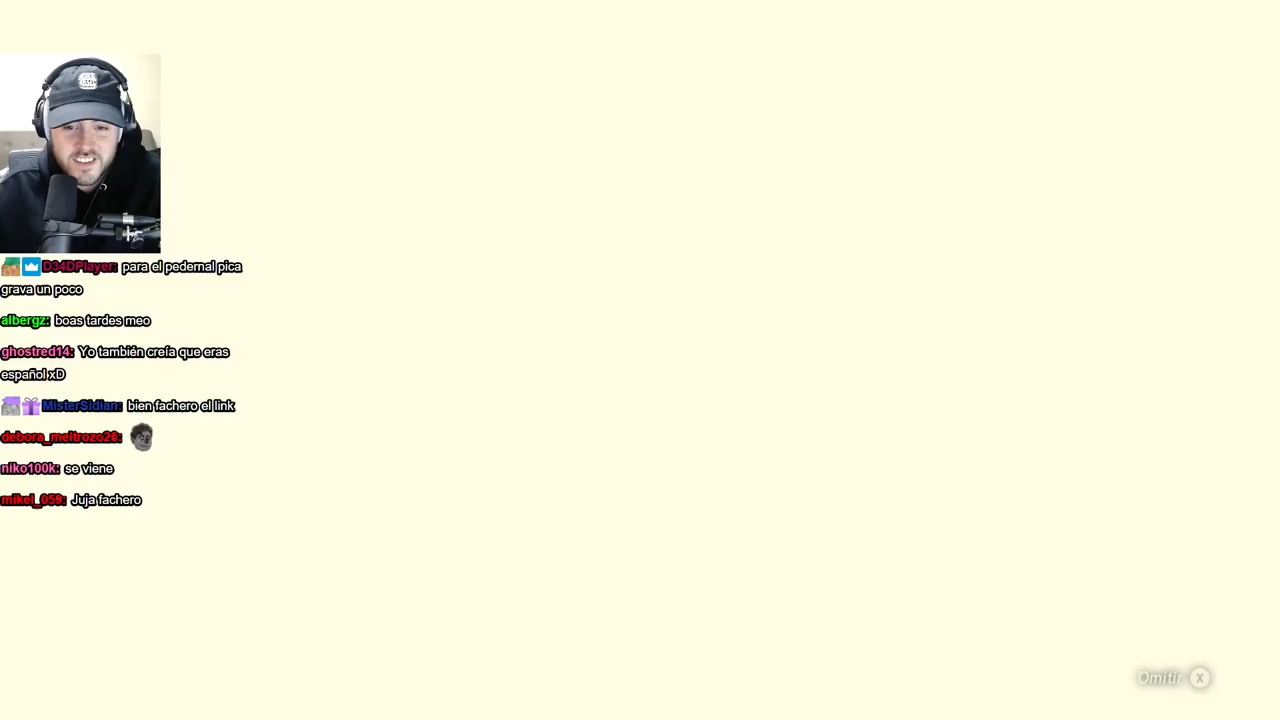 D34DPlayer: para el pedernal pica
grava un poco
albergz: boas tardes meo
ghostred14: Yo también creía que eras
español xD
MisterSidian: bien fachero el link
debora_meltrozo26:
niko100k: se viene
mikel_059: Juja fachero
Omitir X